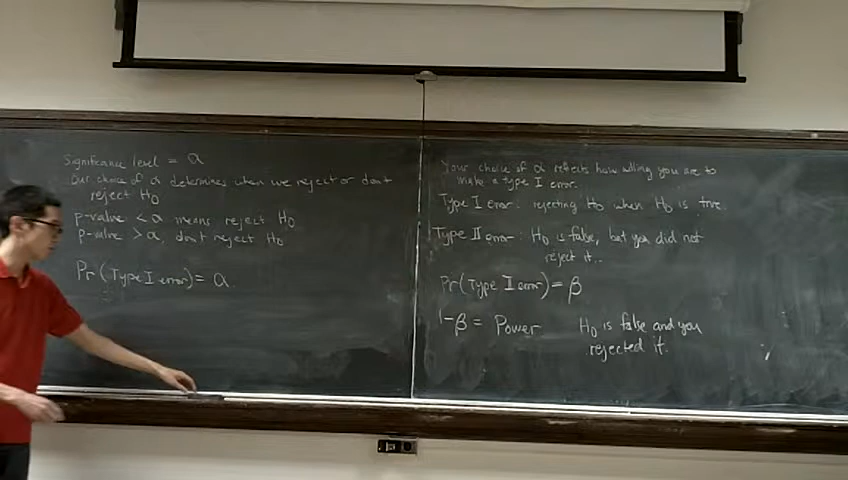 Significance level = α
Our choice of α determines when we reject or don't
reject H0
p-value < α means reject H0
p-value > α, don't reject H0
Pr(Type I error) = α.
Your choice of α reflects how willing you are to
make a type I error.
Type I error: rejecting H0 when H0 is true.
Type II error: H0 is false, but you did not
reject it.
Pr(Type II error) = β
1-β = Power
H0 is false and you
rejected it.